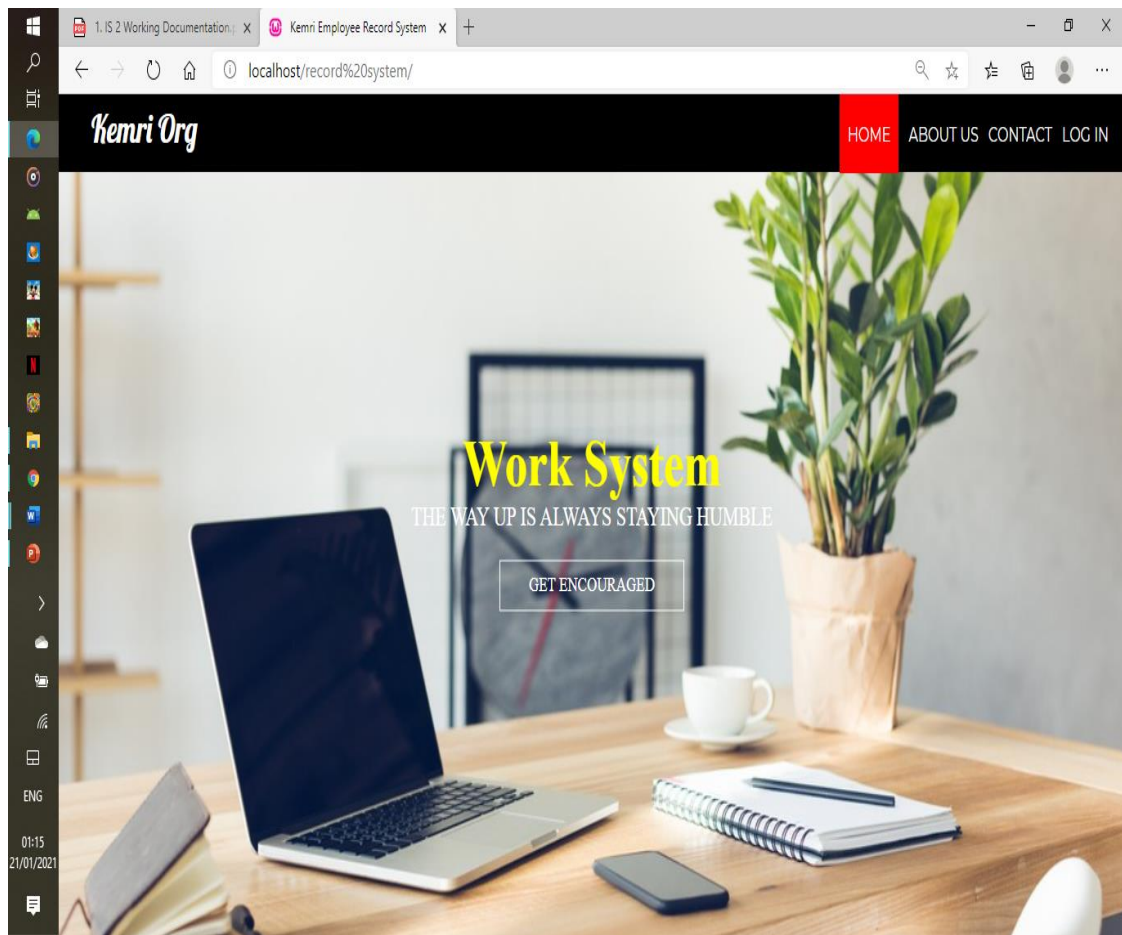 1. IS 2 Working Documentation.p
Kemri Employee Record System
localhost/record%20system/
Kemri Org
HOME ABOUT US CONTACT LOG IN
Work System
THE WAY UP IS ALWAYS STAYING HUMBLE
GET ENCOURAGED
ENG
01:15
21/01/2021